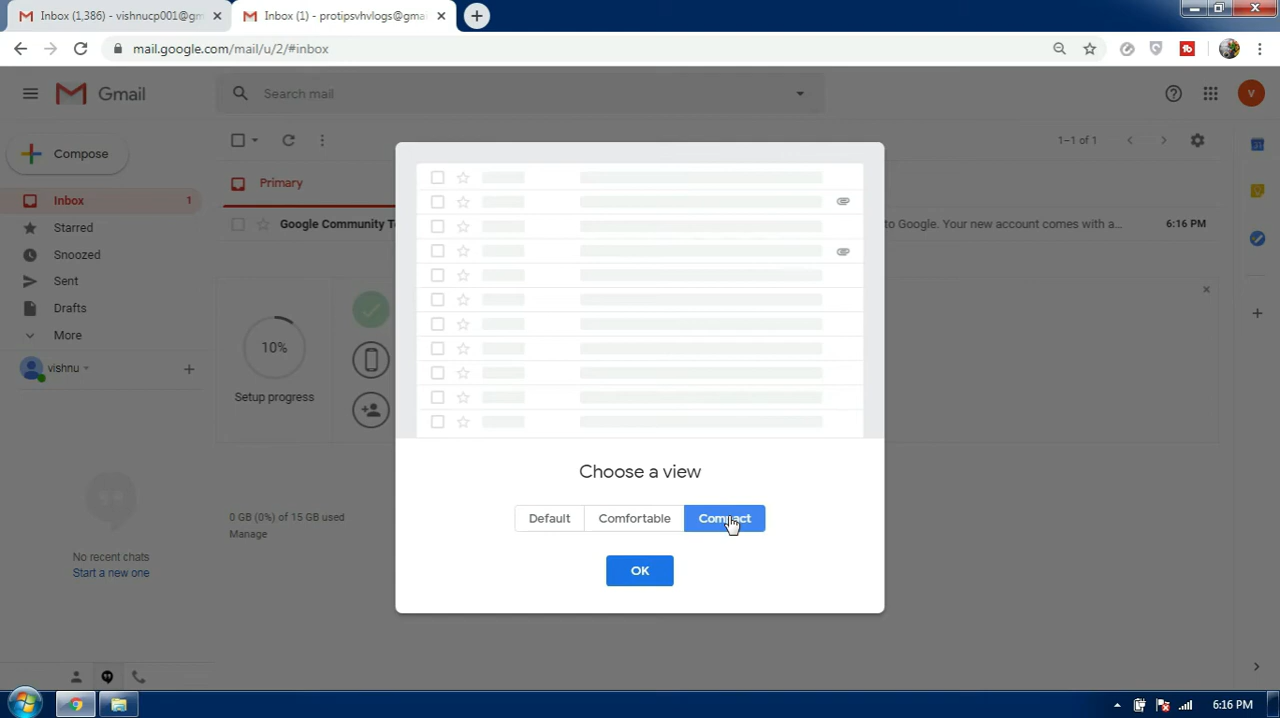 Inbox (1,386) - vishnucp001@gm
Inbox (1) - protipsvhvlogs@gmai
mail.google.com/mail/u/2/#inbox
Gmail
Search mail
V
Compose
1–1 of 1
Primary
Inbox 1
Google Community T
to Google. Your new account comes with a...
6:16 PM
Starred
Snoozed
Sent
Drafts
More
vishnu
10%
Setup progress
Choose a view
Default
Comfortable
Compact
OK
0 GB (0%) of 15 GB used
Manage
No recent chats
Start a new one
6:16 PM